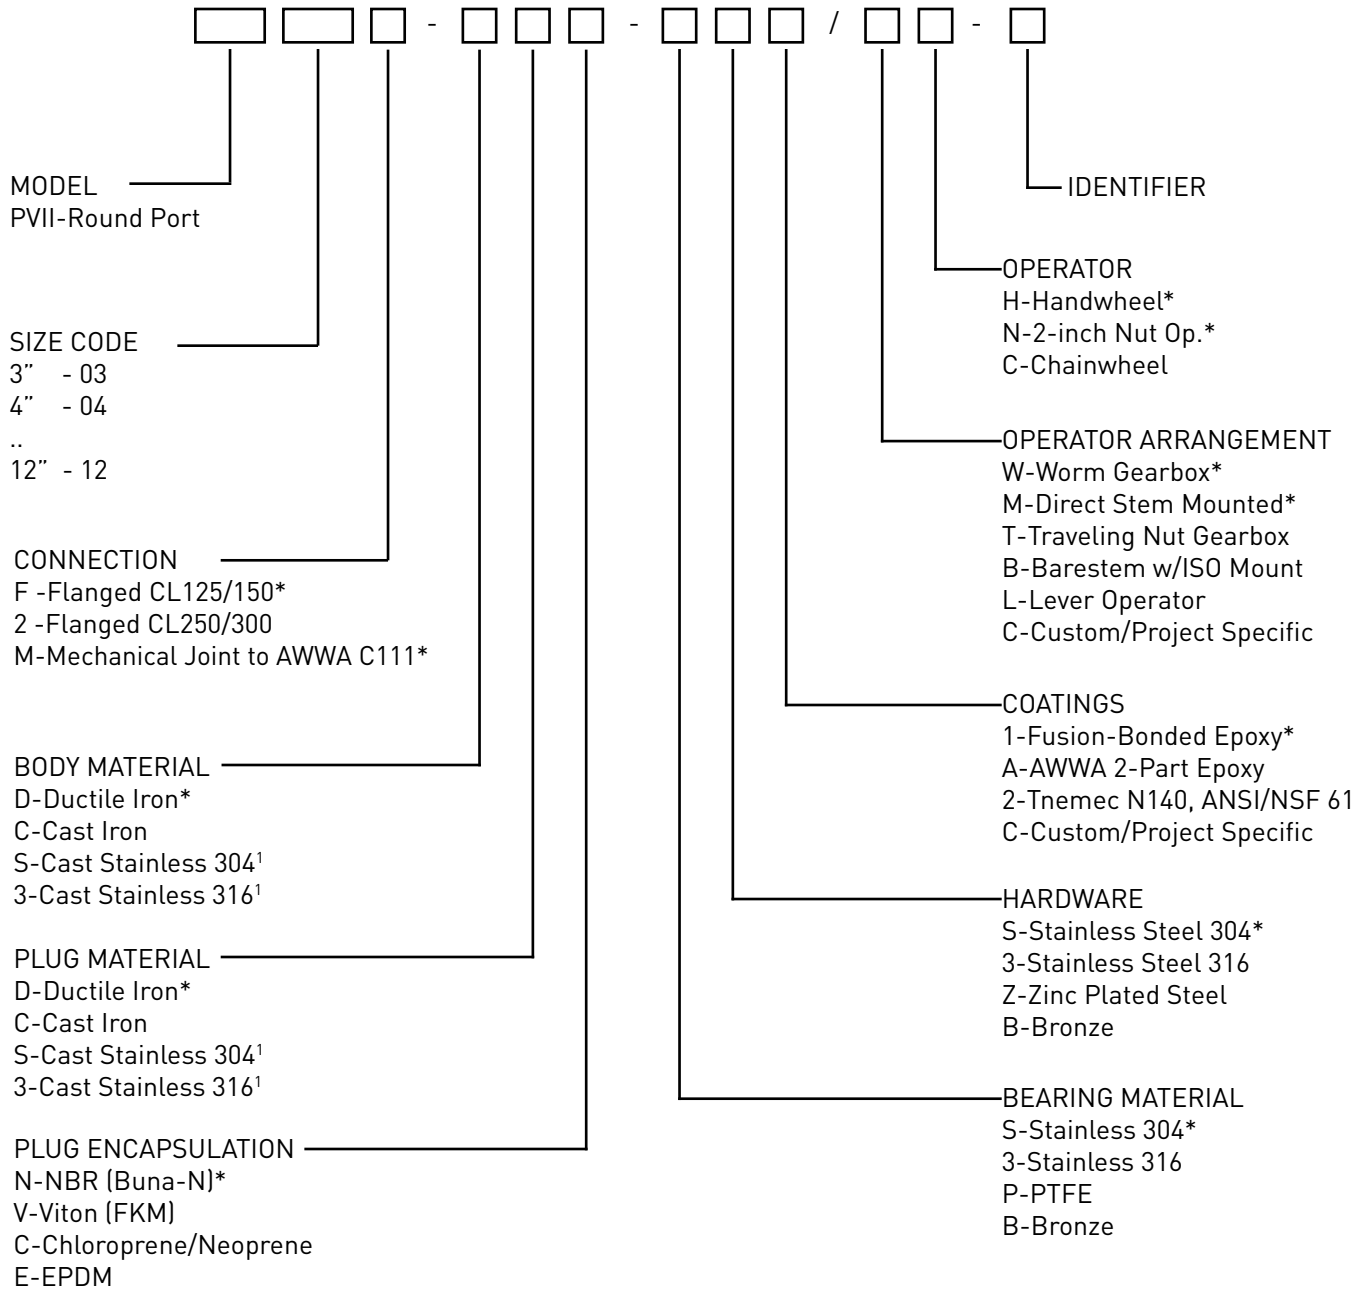 - - / -
MODEL
PVII-Round Port
SIZE CODE
3” - 03
4” - 04
..
12” - 12
CONNECTION
F -Flanged CL125/150*
2 -Flanged CL250/300
M-Mechanical Joint to AWWA C111*
BODY MATERIAL
D-Ductile Iron*
C-Cast Iron
S-Cast Stainless 304¹
3-Cast Stainless 316¹
PLUG MATERIAL
D-Ductile Iron*
C-Cast Iron
S-Cast Stainless 304¹
3-Cast Stainless 316¹
PLUG ENCAPSULATION
N-NBR (Buna-N)*
V-Viton (FKM)
C-Chloroprene/Neoprene
E-EPDM
IDENTIFIER
OPERATOR
H-Handwheel*
N-2-inch Nut Op.*
C-Chainwheel
OPERATOR ARRANGEMENT
W-Worm Gearbox*
M-Direct Stem Mounted*
T-Traveling Nut Gearbox
B-Barestem w/ISO Mount
L-Lever Operator
C-Custom/Project Specific
COATINGS
1-Fusion-Bonded Epoxy*
A-AWWA 2-Part Epoxy
2-Tnemec N140, ANSI/NSF 61
C-Custom/Project Specific
HARDWARE
S-Stainless Steel 304*
3-Stainless Steel 316
Z-Zinc Plated Steel
B-Bronze
BEARING MATERIAL
S-Stainless 304*
3-Stainless 316
P-PTFE
B-Bronze